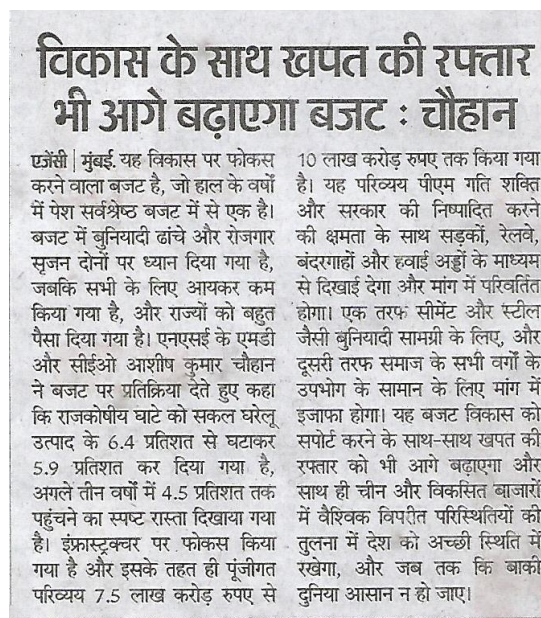 विकास के साथ खपत की रफ्तार
भी आगे बढ़ाएगा बजट : चौहान
एजेंसी | मुंबई. यह विकास पर फोकस
करने वाला बजट है, जो हाल के वर्षों
में पेश सर्वश्रेष्ठ बजट में से एक है।
बजट में बुनियादी ढांचे और रोजगार
सृजन दोनों पर ध्यान दिया गया है,
जबकि सभी के लिए आयकर कम
किया गया है, और राज्यों को बहुत
पैसा दिया गया है। एनएसई के एमडी
और सीईओ आशीष कुमार चौहान
ने बजट पर प्रतिक्रिया देते हुए कहा
कि राजकोषीय घाटे को सकल घरेलू
उत्पाद के 6.4 प्रतिशत से घटाकर
5.9 प्रतिशत कर दिया गया है,
अगले तीन वर्षों में 4.5 प्रतिशत तक
पहुंचने का स्पष्ट रास्ता दिखाया गया
है। इंफ्रास्ट्रक्चर पर फोकस किया
गया है और इसके तहत ही पूंजीगत
परिव्यय 7.5 लाख करोड़ रुपए से
10 लाख करोड़ रुपए तक किया गया
है। यह परिव्यय पीएम गति शक्ति
और सरकार की निष्पादित करने
की क्षमता के साथ सड़कों, रेलवे,
बंदरगाहों और हवाई अड्डों के माध्यम
से दिखाई देगा और मांग में परिवर्तित
होगा। एक तरफ सीमेंट और स्टील
जैसी बुनियादी सामग्री के लिए, और
दूसरी तरफ समाज के सभी वर्गों के
उपभोग के सामान के लिए मांग में
इजाफा होगा। यह बजट विकास को
सपोर्ट करने के साथ-साथ खपत की
रफ्तार को भी आगे बढ़ाएगा और
साथ ही चीन और विकसित बाजारों
में वैश्विक विपरीत परिस्थितियों की
तुलना में देश को अच्छी स्थिति में
रखेगा, और जब तक कि बाकी
दुनिया आसान न हो जाए।